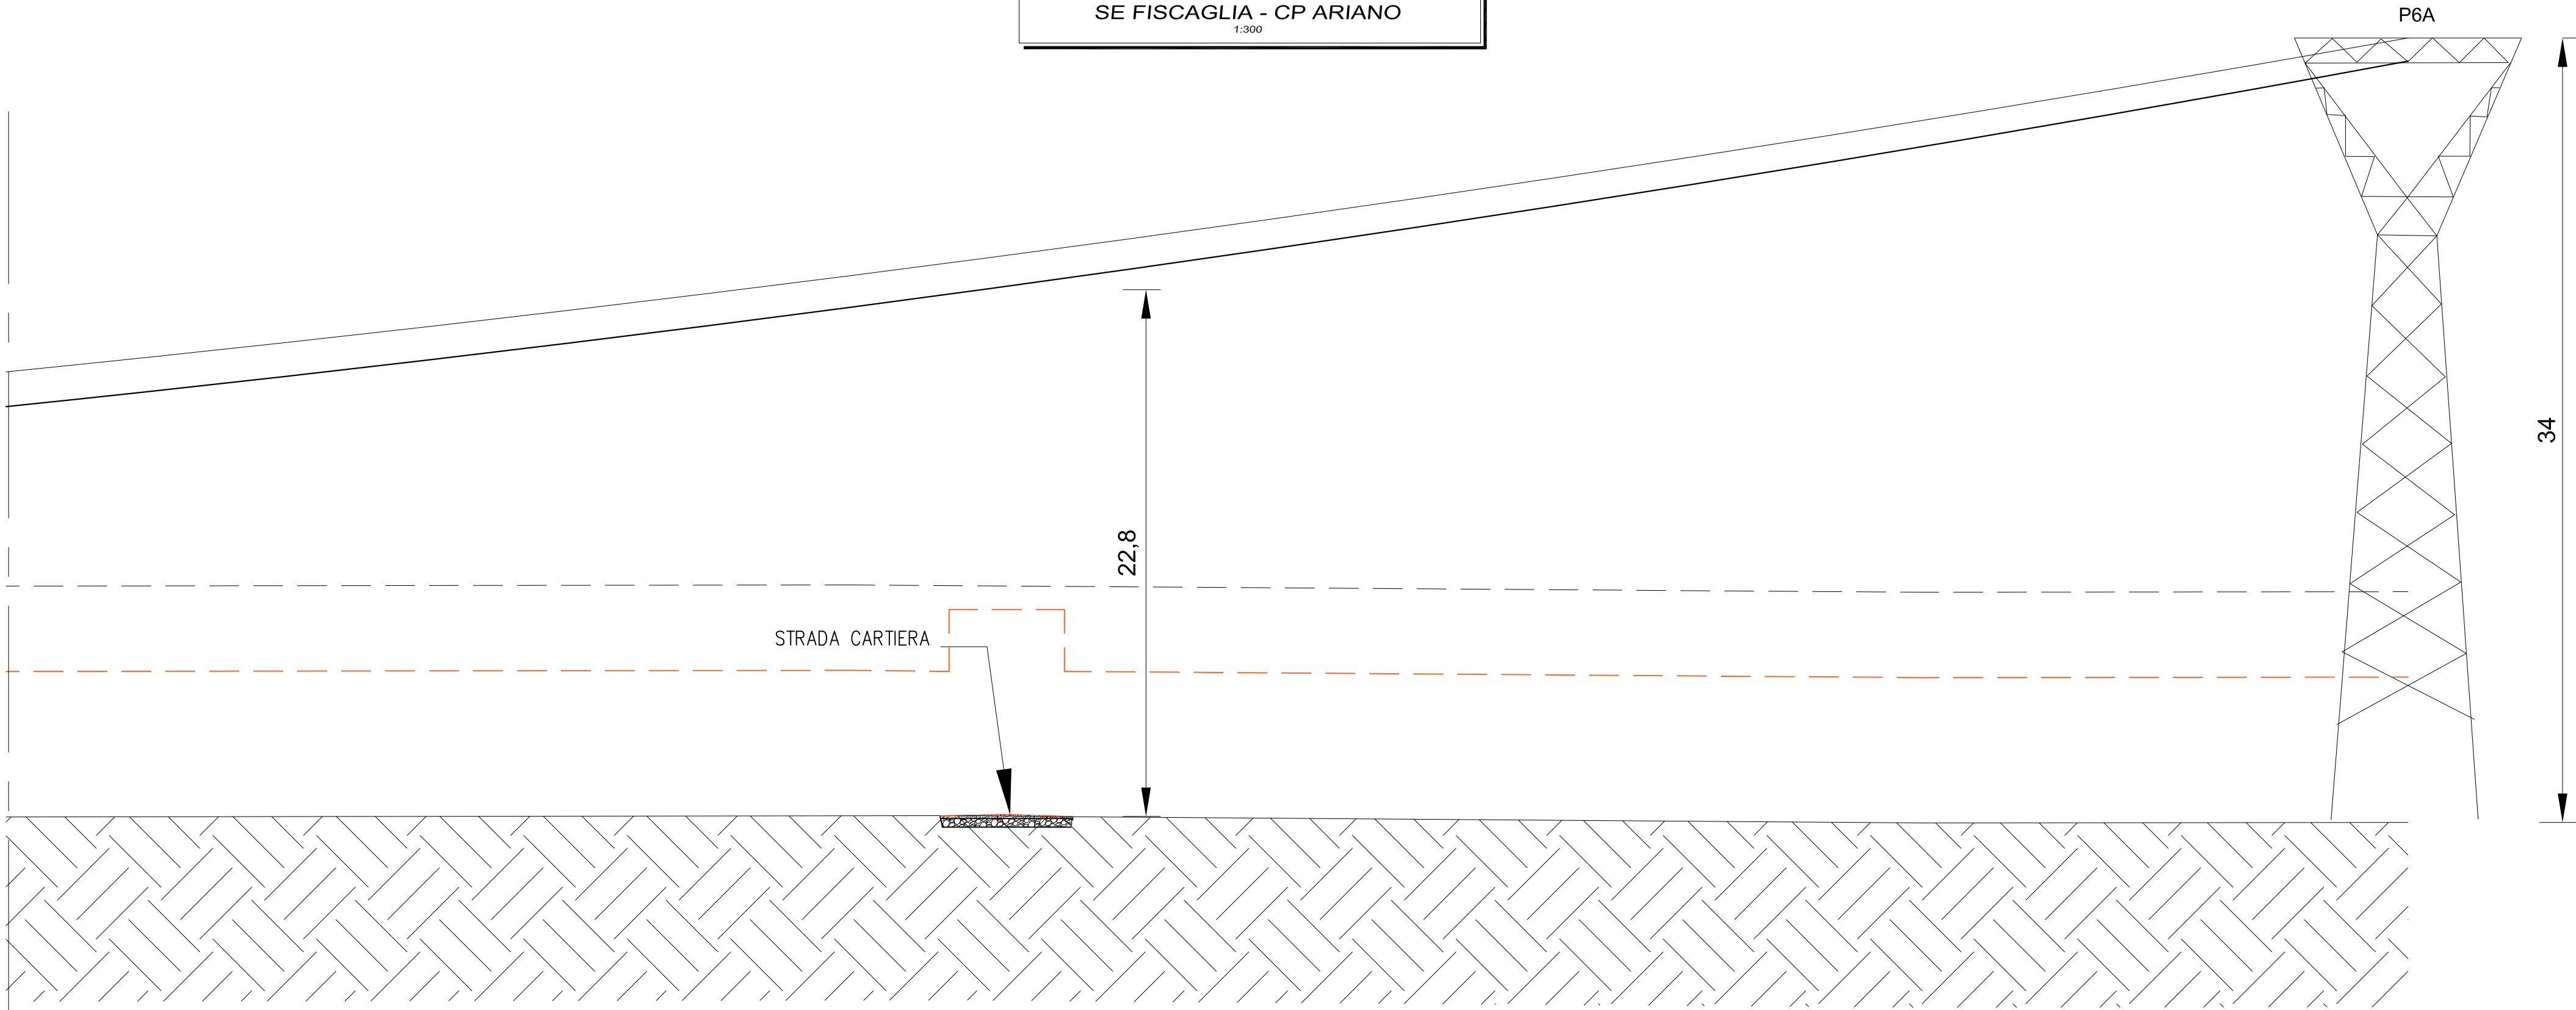 SE FISCAGLIA - CP ARIANO
1:300
P6A
34
22,8
STRADA CARTIERA